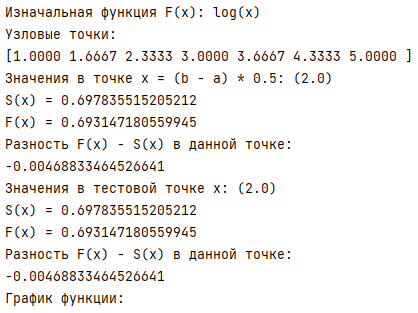 Изначальная функция F(x): log(x)
Узловые точки:
[1.0000 1.6667 2.3333 3.0000 3.6667 4.3333 5.0000 ]
Значения в точке x = (b - a) * 0.5: (2.0)
S(x) = 0.697835515205212
F(x) = 0.693147180559945
Разность F(x) - S(x) в данной точке:
-0.00468833464526641
Значения в тестовой точке x: (2.0)
S(x) = 0.697835515205212
F(x) = 0.693147180559945
Разность F(x) - S(x) в данной точке:
-0.00468833464526641
График функции: